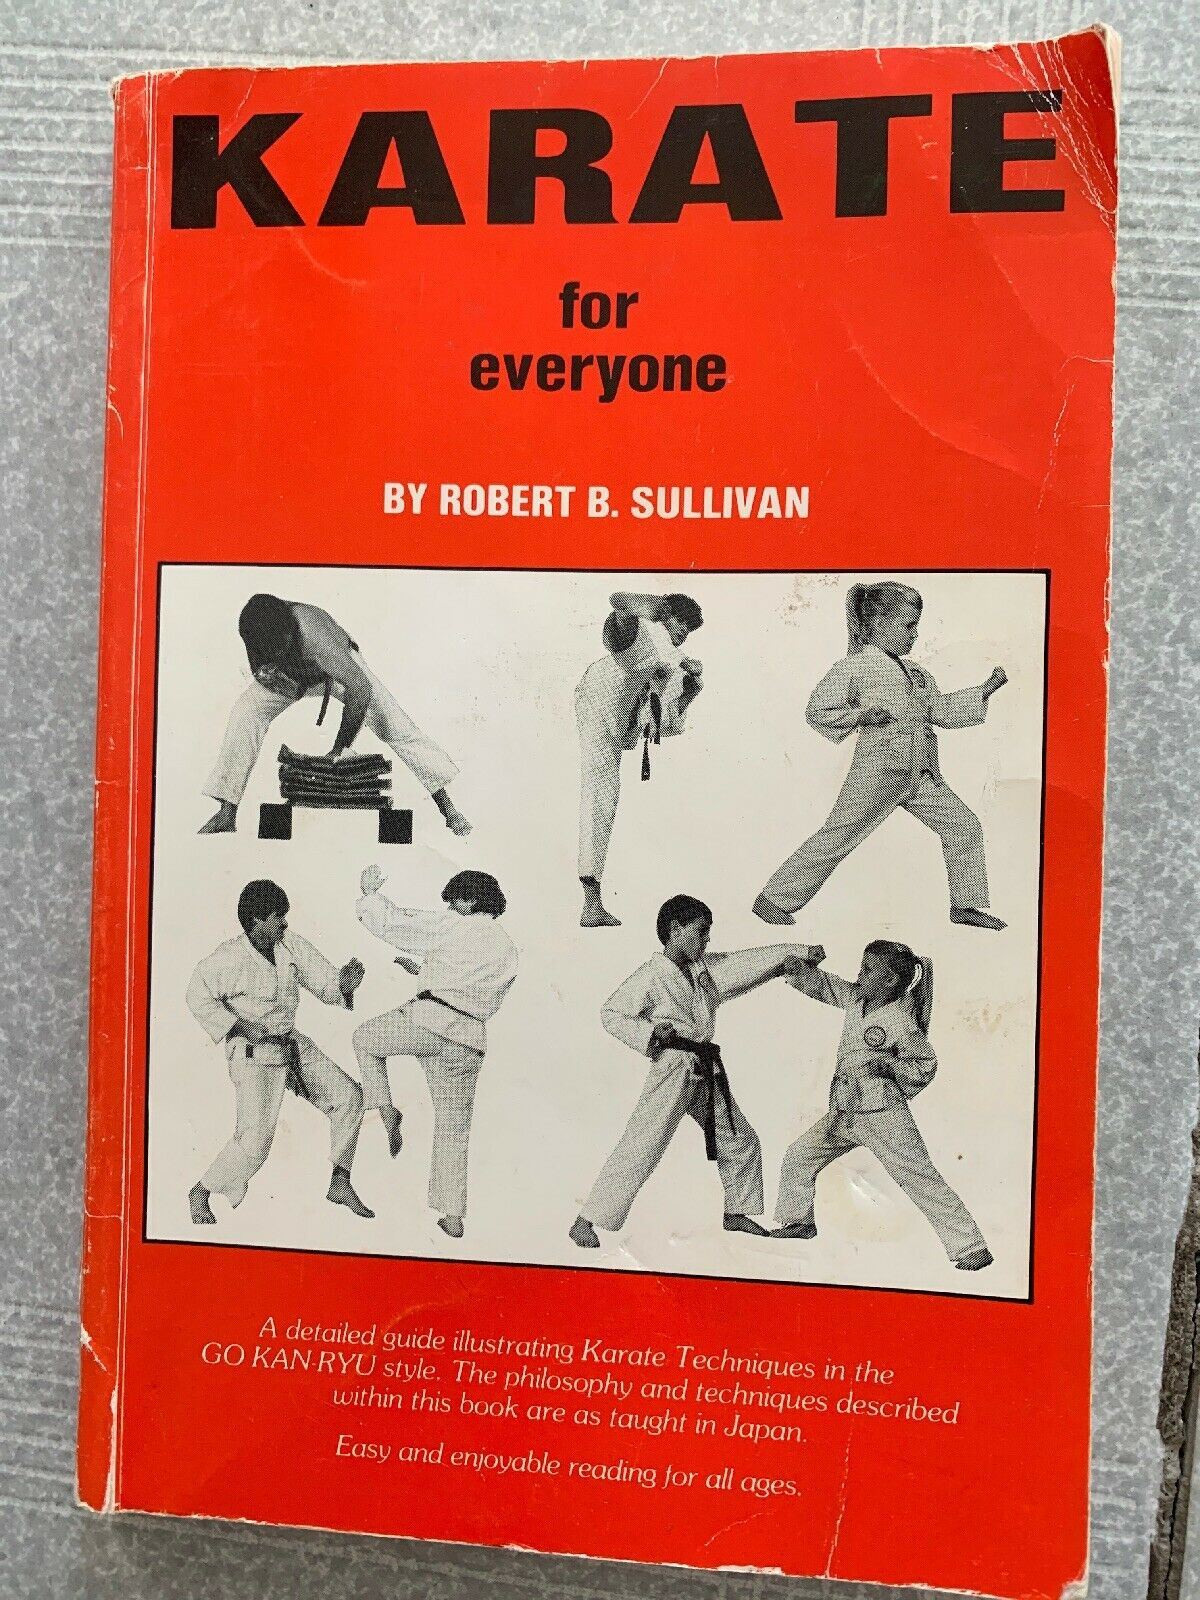 KARATE
for
everyone
BY ROBERT B. SULLIVAN
A detailed guide illustrating Karate Techniques in the
GO KAN-RYU style. The philosophy and techniques described
within this book are as taught in Japan.
Easy and enjoyable reading for all ages.